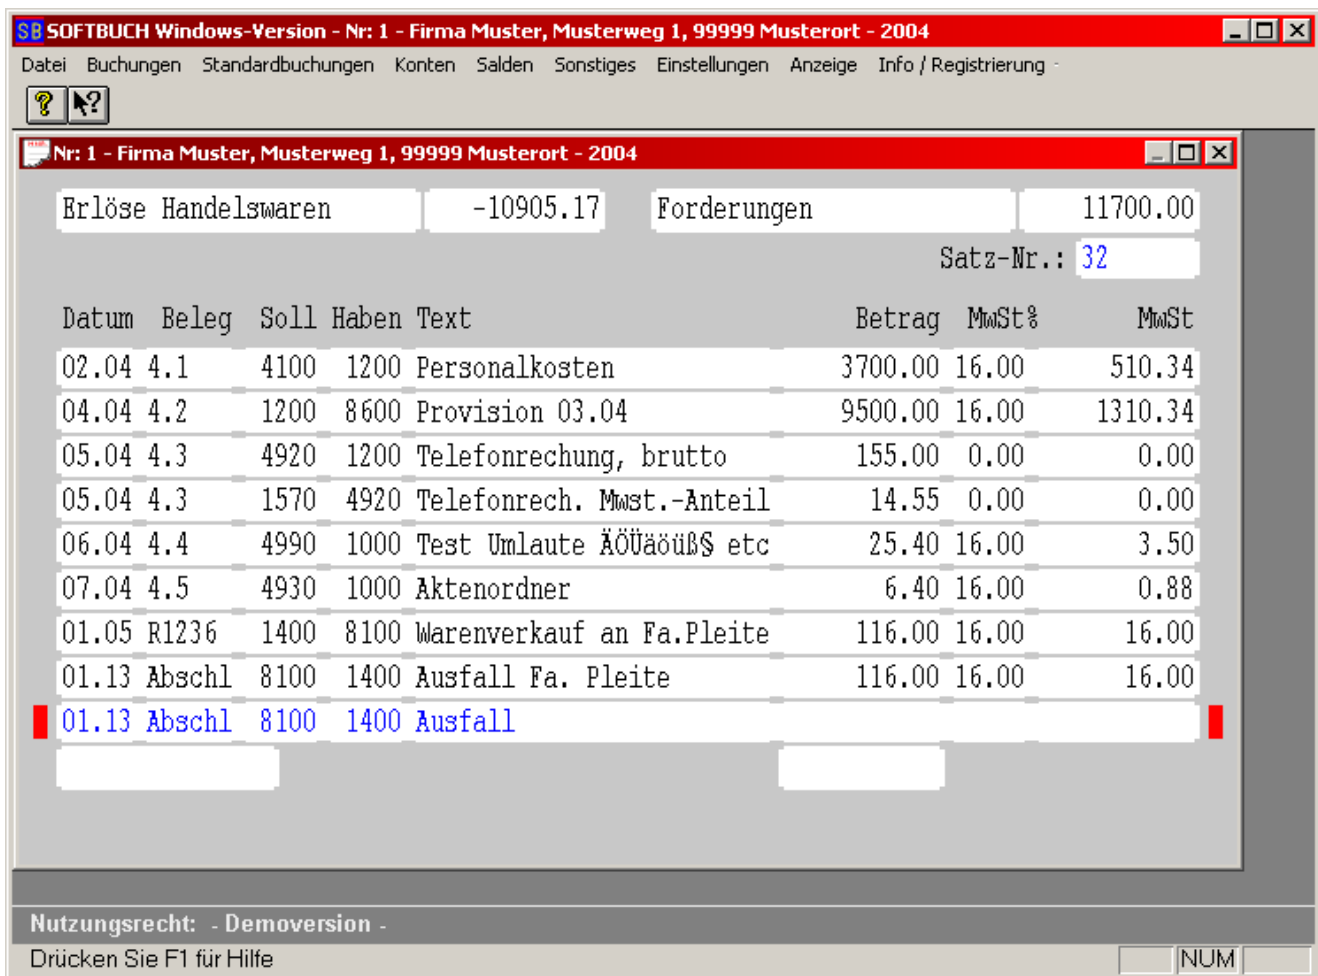 SB SOFTBUCH Windows-Version - Nr: 1 - Firma Muster, Musterweg 1, 99999 Musterort - 2004
Datei Buchungen Standardbuchungen Konten Salden Sonstiges Einstellungen Anzeige Info / Registrierung
Nr: 1 - Firma Muster, Musterweg 1, 99999 Musterort - 2004
Erlöse Handelswaren -10905.17 Forderungen 11700.00
Satz-Nr.: 32
Datum Beleg Soll Haben Text Betrag MwSt% MwSt
02.04 4.1 4100 1200 Personalkosten 3700.00 16.00 510.34
04.04 4.2 1200 8600 Provision 03.04 9500.00 16.00 1310.34
05.04 4.3 4920 1200 Telefonrechung, brutto 155.00 0.00 0.00
05.04 4.3 1570 4920 Telefonrech. Mwst.-Anteil 14.55 0.00 0.00
06.04 4.4 4990 1000 Test Umlaute ÄÖÜäöüß§ etc 25.40 16.00 3.50
07.04 4.5 4930 1000 Aktenordner 6.40 16.00 0.88
01.05 R1236 1400 8100 Warenverkauf an Fa.Pleite 116.00 16.00 16.00
01.13 Abschl 8100 1400 Ausfall Fa. Pleite 116.00 16.00 16.00
01.13 Abschl 8100 1400 Ausfall
Nutzungsrecht: - Demoversion -
Drücken Sie F1 für Hilfe NUM